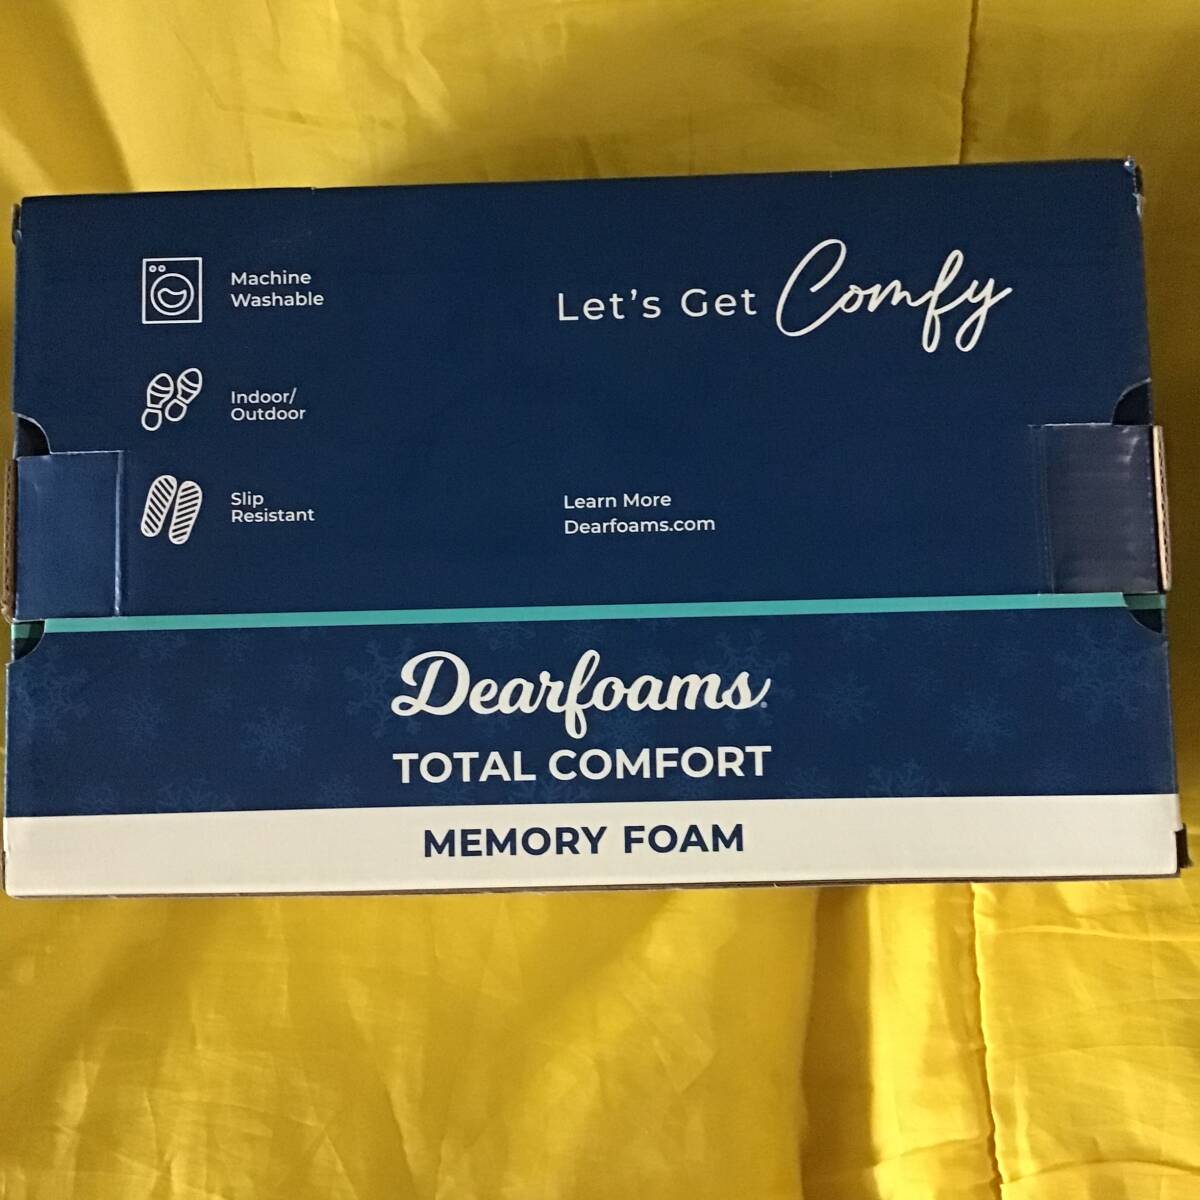 Machine
Washable
Let's Get Comfy
Indoor/
Outdoor
Slip
Resistant
Learn More
Dearfoams.com
Dearfoams®
TOTAL COMFORT
MEMORY FOAM